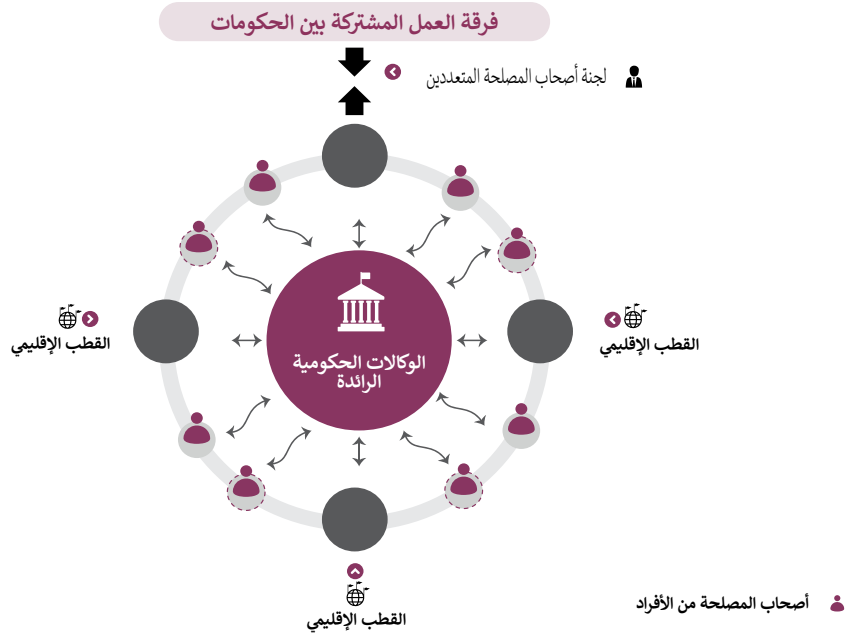 فرقة العمل المشتركة بين الحكومات
لجنة أصحاب المصلحة المتعددين
القطب الإقليمي
القطب الإقليمي
الوكالات الحكومية
الرائدة
القطب الإقليمي
أصحاب المصلحة من الأفراد